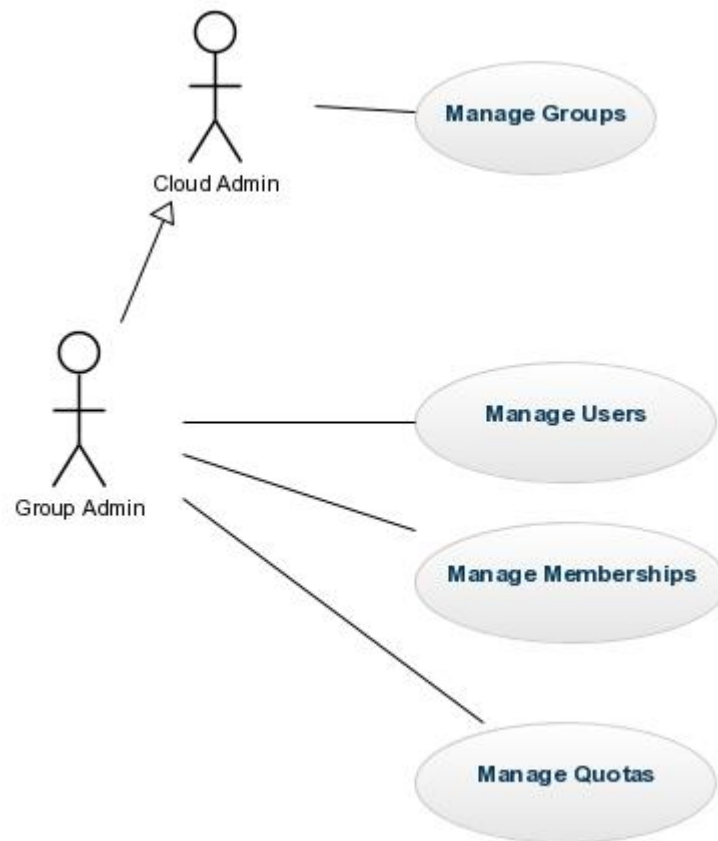 Manage Groups
Cloud Admin
Manage Users
Group Admin
Manage Memberships
Manage Quotas